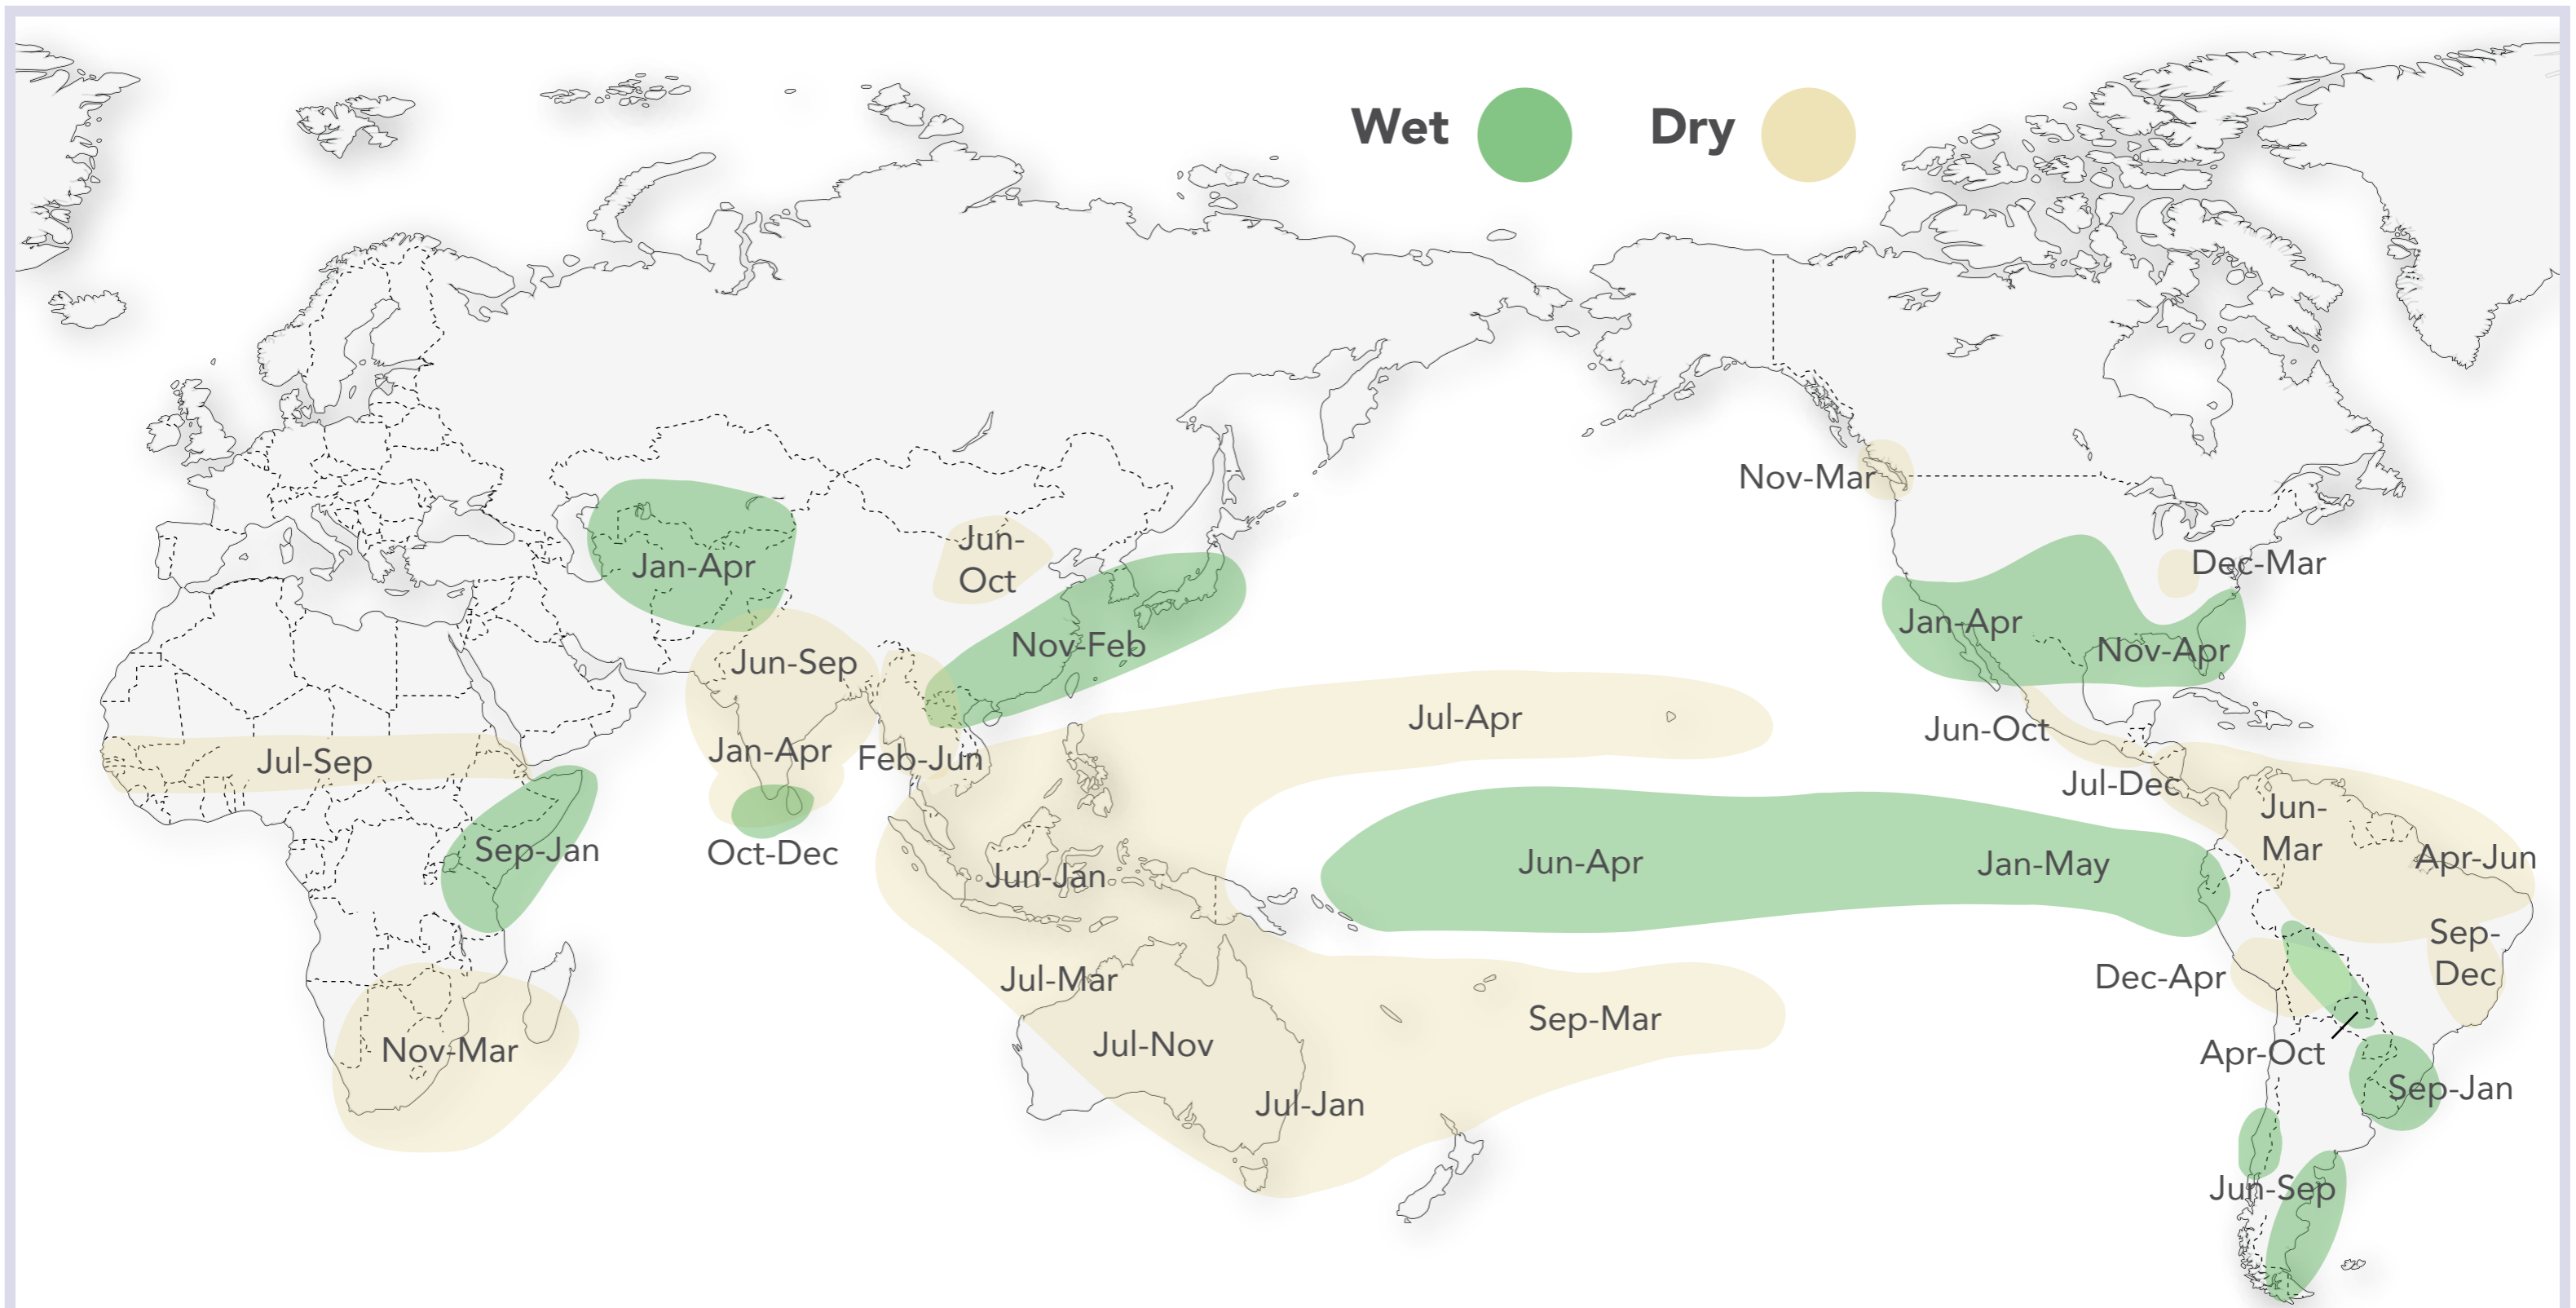 Wet
Dry
Nov-Mar
Jun-
Oct
Jan-Apr
Dec-Mar
Jan-Apr
Nov-Apr
Nov-Feb
Jun-Sep
Jul-Apr
Jun-Oct
Jul-Sep
Jan-Apr
Feb-Jun
Jul-Dec
Jun-
Mar
Sep-Jan
Oct-Dec
Jun-Jan
Jun-Apr
Jan-May
Apr-Jun
Sep-
Dec
Jul-Mar
Dec-Apr
Sep-Mar
Nov-Mar
Jul-Nov
Apr-Oct
Jul-Jan
Sep-Jan
Jun-Sep